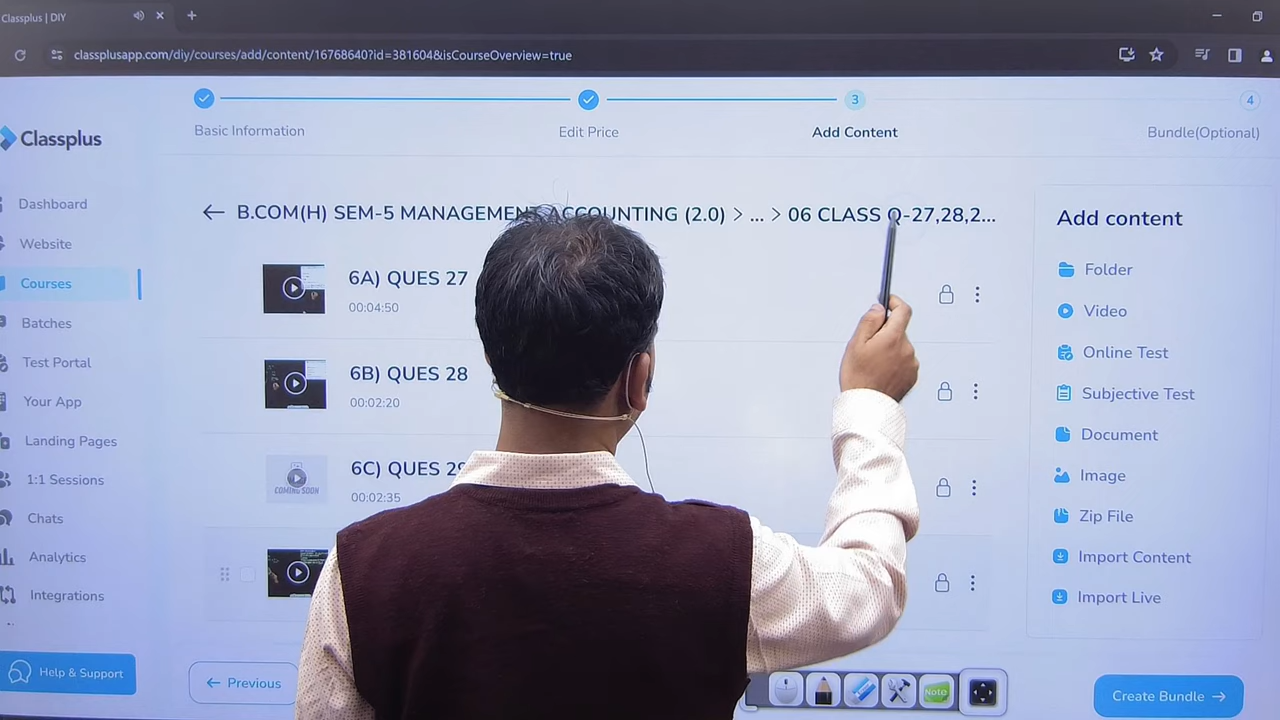 Classplus | DIY
classplusapp.com/diy/courses/add/content/16768640?id=381604&isCourseOverview=true
Basic Information
Edit Price
3
Add Content
4
Bundle(Optional)
Classplus
Dashboard
Website
Courses
Batches
Test Portal
Your App
Landing Pages
1:1 Sessions
Chats
Analytics
Integrations
Help & Support
B.COM(H) SEM-5 MANAGEMENT ACCOUNTING (2.0) > ... > 06 CLASS Q-27,28,2...
6A) QUES 27
00:04:50
6B) QUES 28
00:02:20
COMING SOON
6C) QUES 29
00:02:35
Previous
Note
Add content
Folder
Video
Online Test
Subjective Test
Document
Image
Zip File
Import Content
Import Live
Create Bundle